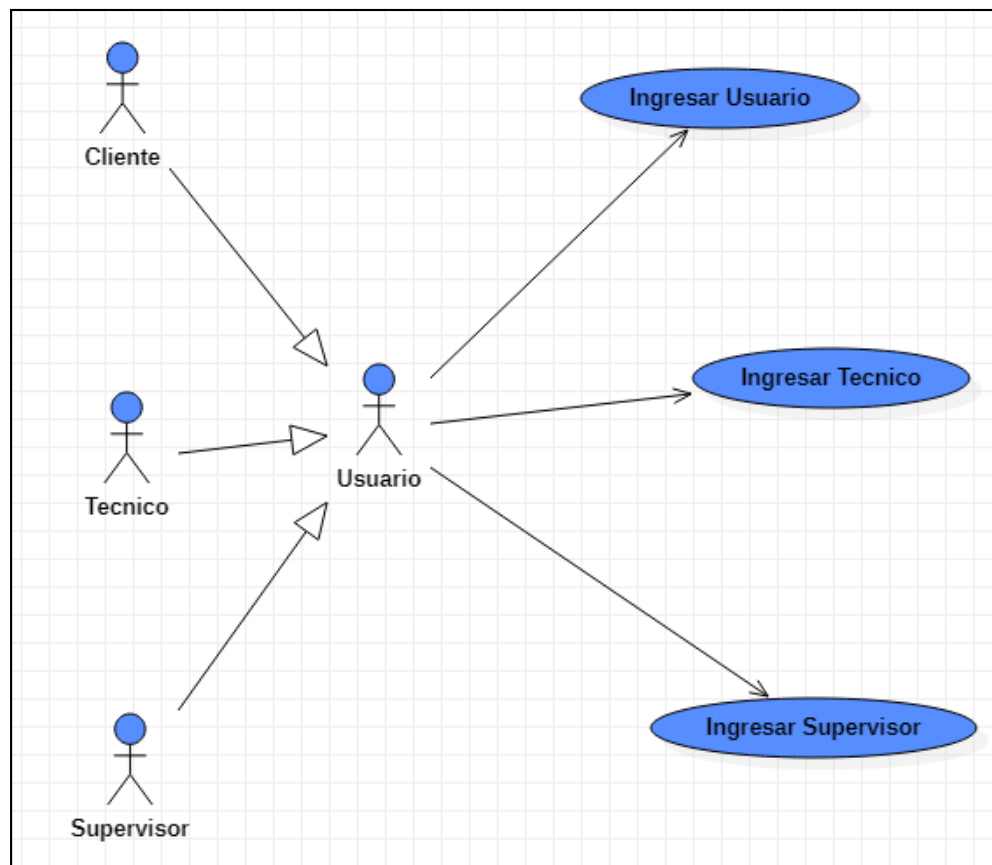 Cliente
Ingresar Usuario
Tecnico
Usuario
Ingresar Tecnico
Supervisor
Ingresar Supervisor